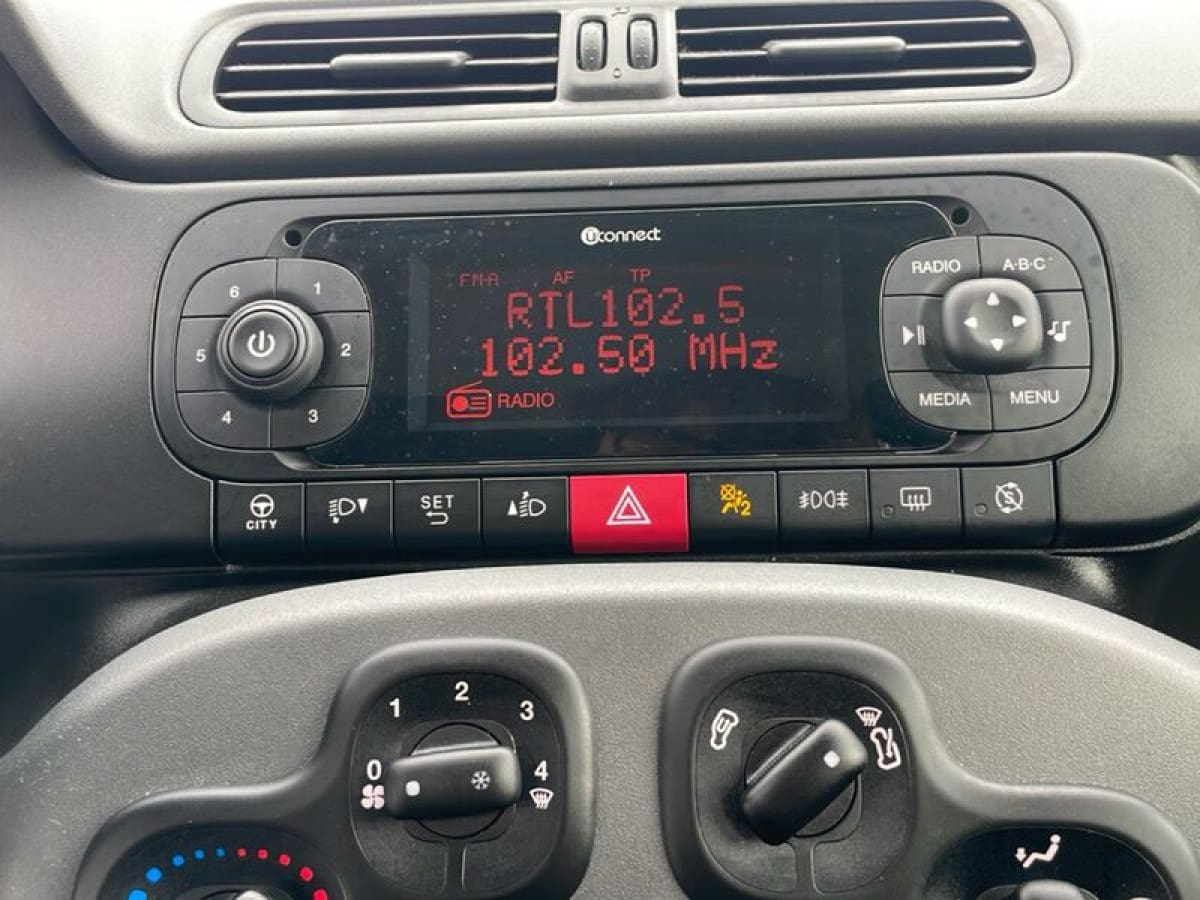 uconnect
FM-A AF TP
RTL102.5
102.50 MHz
RADIO
6 1
5 2
4 3
RADIO A·B·C
MEDIA MENU
CITY
SET
2
1 2 3
0 4